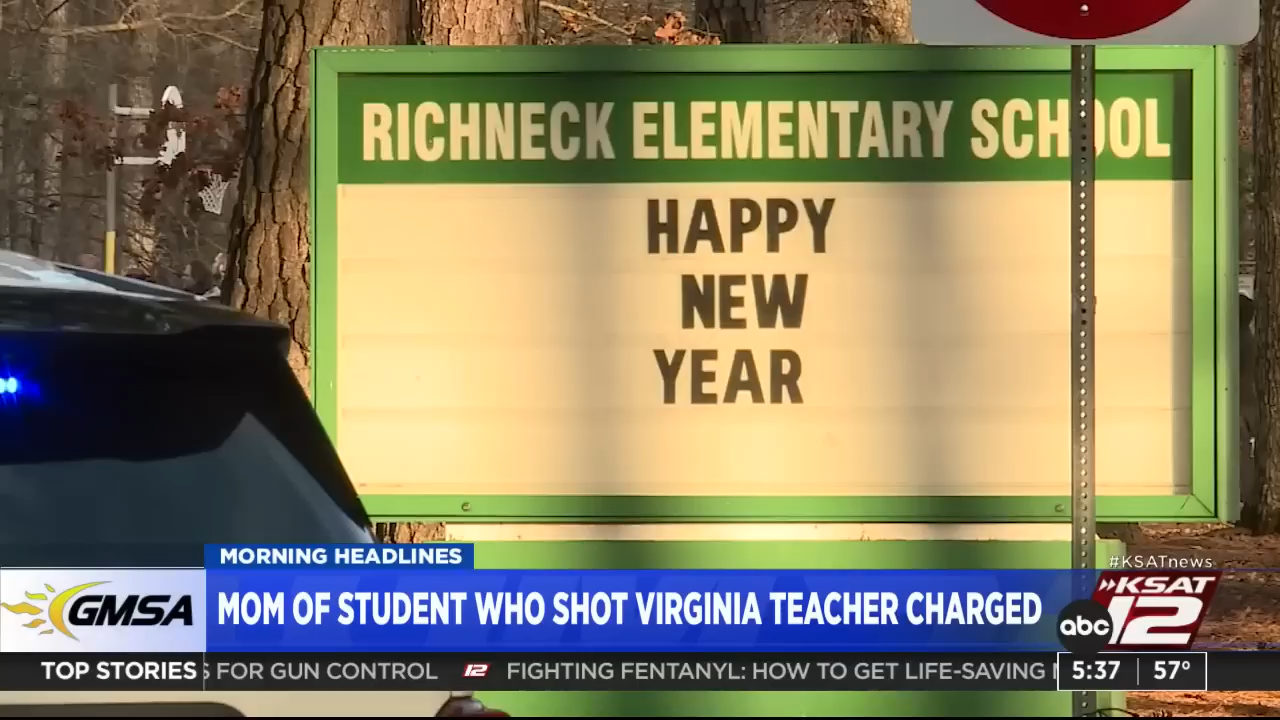 RICHNECK ELEMENTARY SCHOOL
HAPPY
NEW
YEAR
#KSATnews
MORNING HEADLINES
GMSA
MOM OF STUDENT WHO SHOT VIRGINIA TEACHER CHARGED
abc
KSAT
12
TOP STORIES
FOR GUN CONTROL 12 FIGHTING FENTANYL: HOW TO GET LIFE-SAVING
5:37 57°